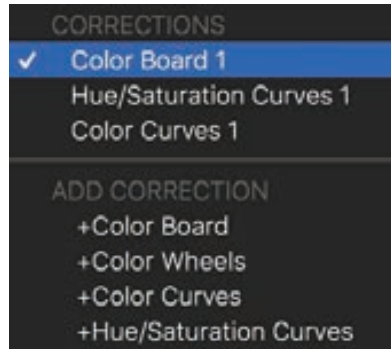 CORRECTIONS
✓ Color Board 1
Hue/Saturation Curves 1
Color Curves 1
ADD CORRECTION
+Color Board
+Color Wheels
+Color Curves
+Hue/Saturation Curves